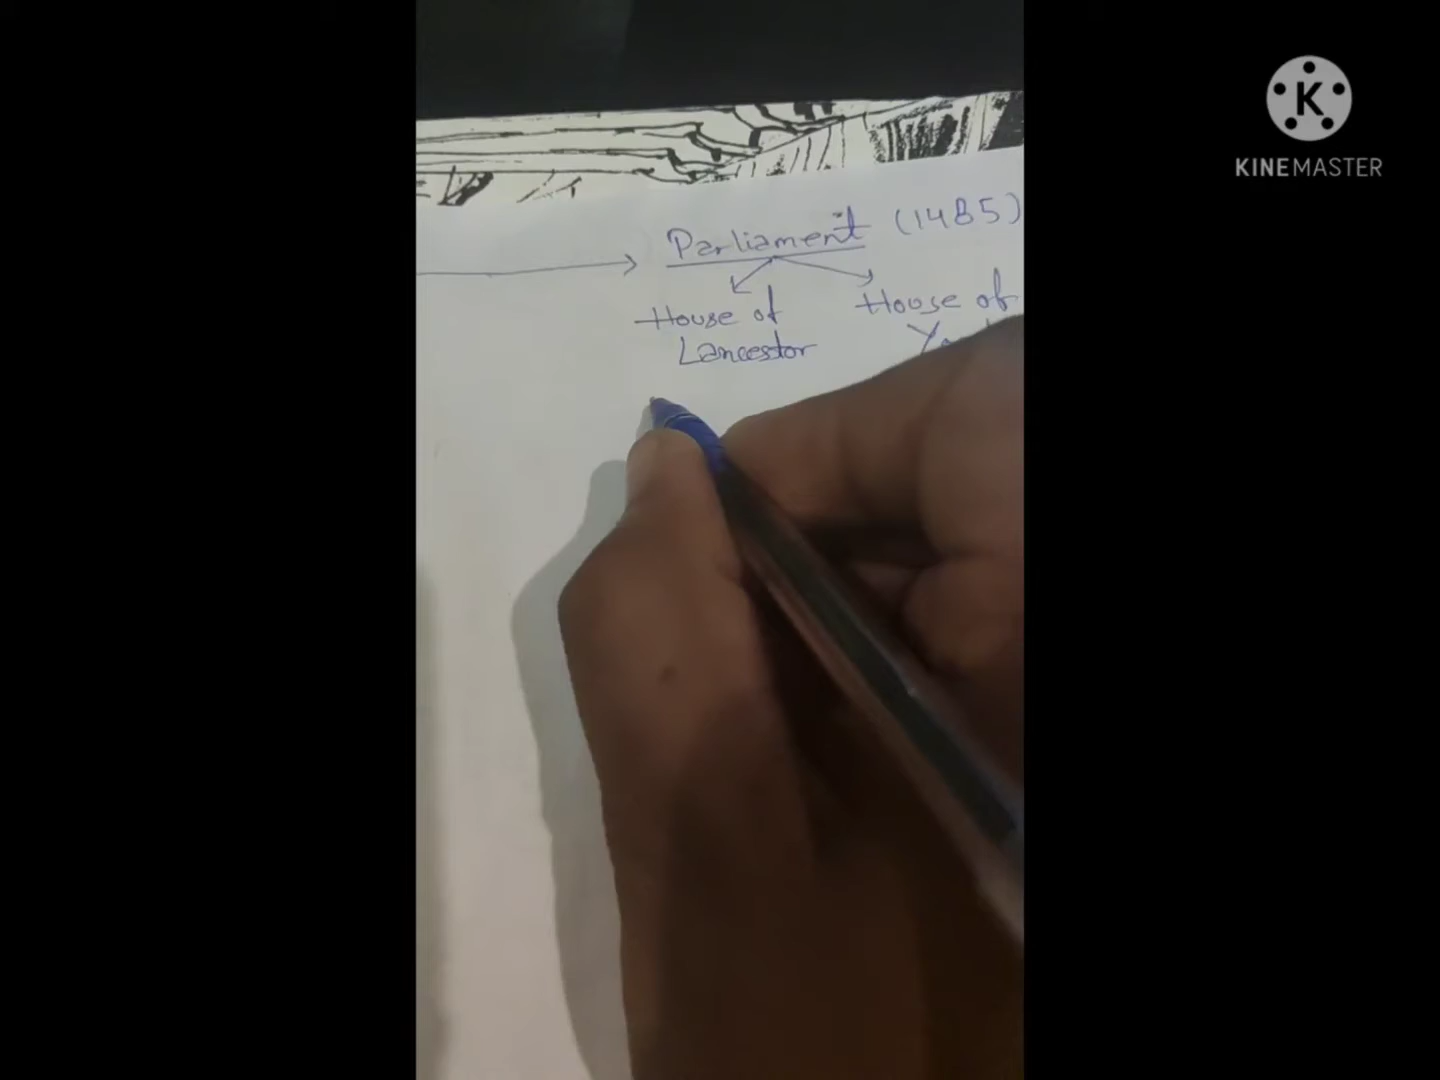 Parliament (1485)
House of House of
Lancestor
K
KINEMASTER